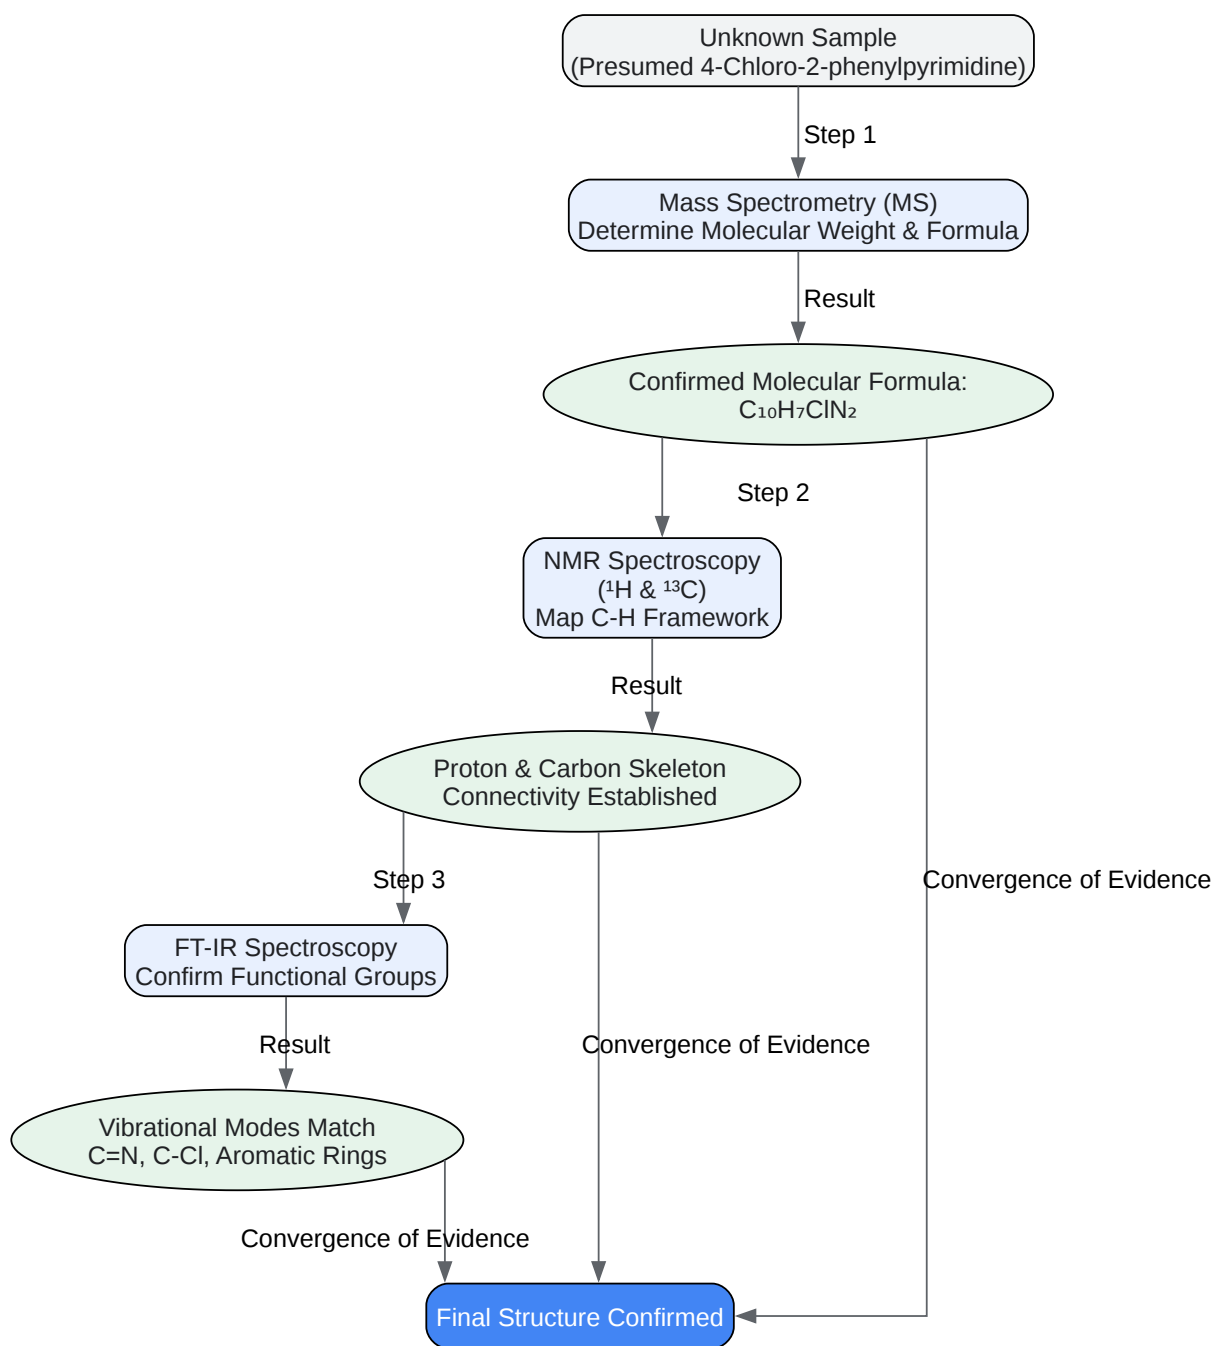 Unknown Sample
(Presumed 4-Chloro-2-phenylpyrimidine)
Step 1
Mass Spectrometry (MS)
Determine Molecular Weight & Formula
Result
Confirmed Molecular Formula:
C₁₀H₇ClN₂
Step 2
NMR Spectroscopy
(¹H & ¹³C)
Map C-H Framework
Result
Proton & Carbon Skeleton
Connectivity Established
Step 3
Convergence of Evidence
FT-IR Spectroscopy
Confirm Functional Groups
Result
Convergence of Evidence
Vibrational Modes Match
C=N, C-Cl, Aromatic Rings
Convergence of Evidence
Final Structure Confirmed